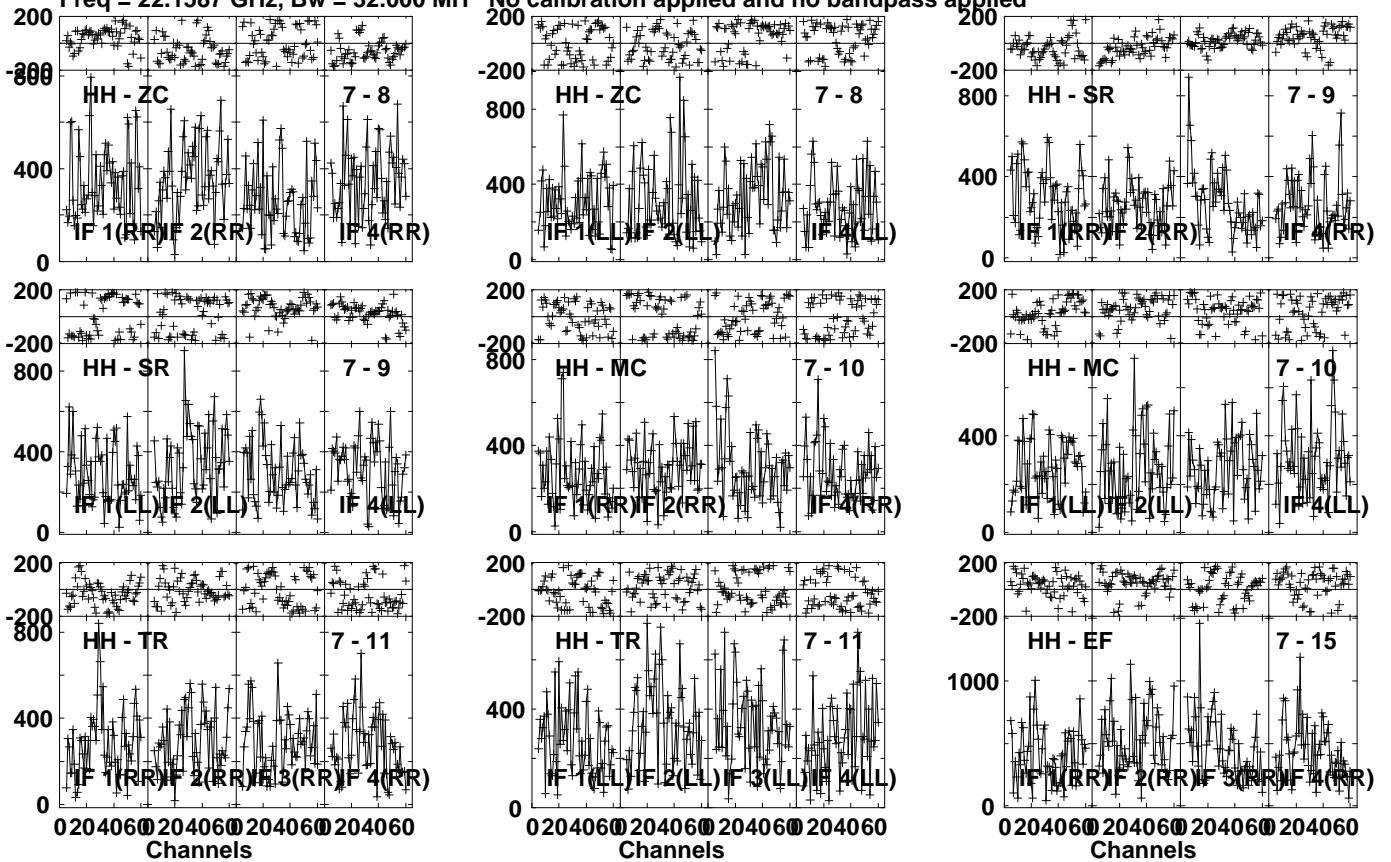 Freq = 22.1587 GHz, Bw = 32.000 MH No calibration applied and no bandpass applied
200
-200
800
400
0
HH - ZC
7 - 8
IF 1(RR)
IF 2(RR)
IF 4(RR)
200
-200
800
400
0
HH - ZC
7 - 8
IF 1(LL)
IF 2(LL)
IF 4(LL)
200
-200
800
400
0
HH - SR
7 - 9
IF 1(RR)
IF 2(RR)
IF 4(RR)
200
-200
800
400
0
HH - SR
7 - 9
IF 1(LL)
IF 2(LL)
IF 4(LL)
200
-200
800
400
0
HH - MC
7 - 10
IF 1(RR)
IF 2(RR)
IF 4(RR)
200
-200
400
0
HH - MC
7 - 10
IF 1(LL)
IF 2(LL)
IF 4(LL)
200
-200
800
400
0
HH - TR
7 - 11
IF 1(RR)
IF 2(RR)
IF 3(RR)
IF 4(RR)
0 20 40 60 0 20 40 60 0 20 40 60 0 20 40 60
Channels
200
-200
400
0
HH - TR
7 - 11
IF 1(LL)
IF 2(LL)
IF 3(LL)
IF 4(LL)
0 20 40 60 0 20 40 60 0 20 40 60 0 20 40 60
Channels
200
-200
1000
0
HH - EF
7 - 15
IF 1(RR)
IF 2(RR)
IF 3(RR)
IF 4(RR)
0 20 40 60 0 20 40 60 0 20 40 60 0 20 40 60
Channels